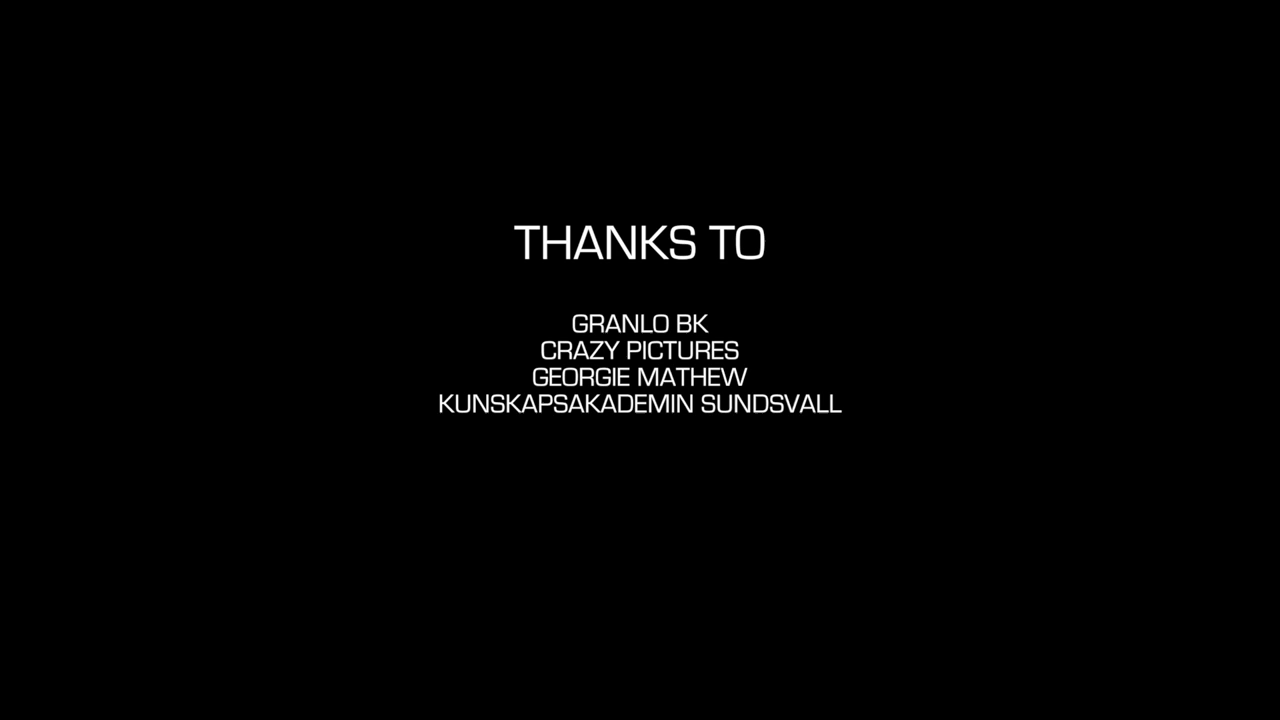 THANKS TO
GRANLO BK
CRAZY PICTURES
GEORGIE MATHEW
KUNSKAPSAKADEMIN SUNDSVALL